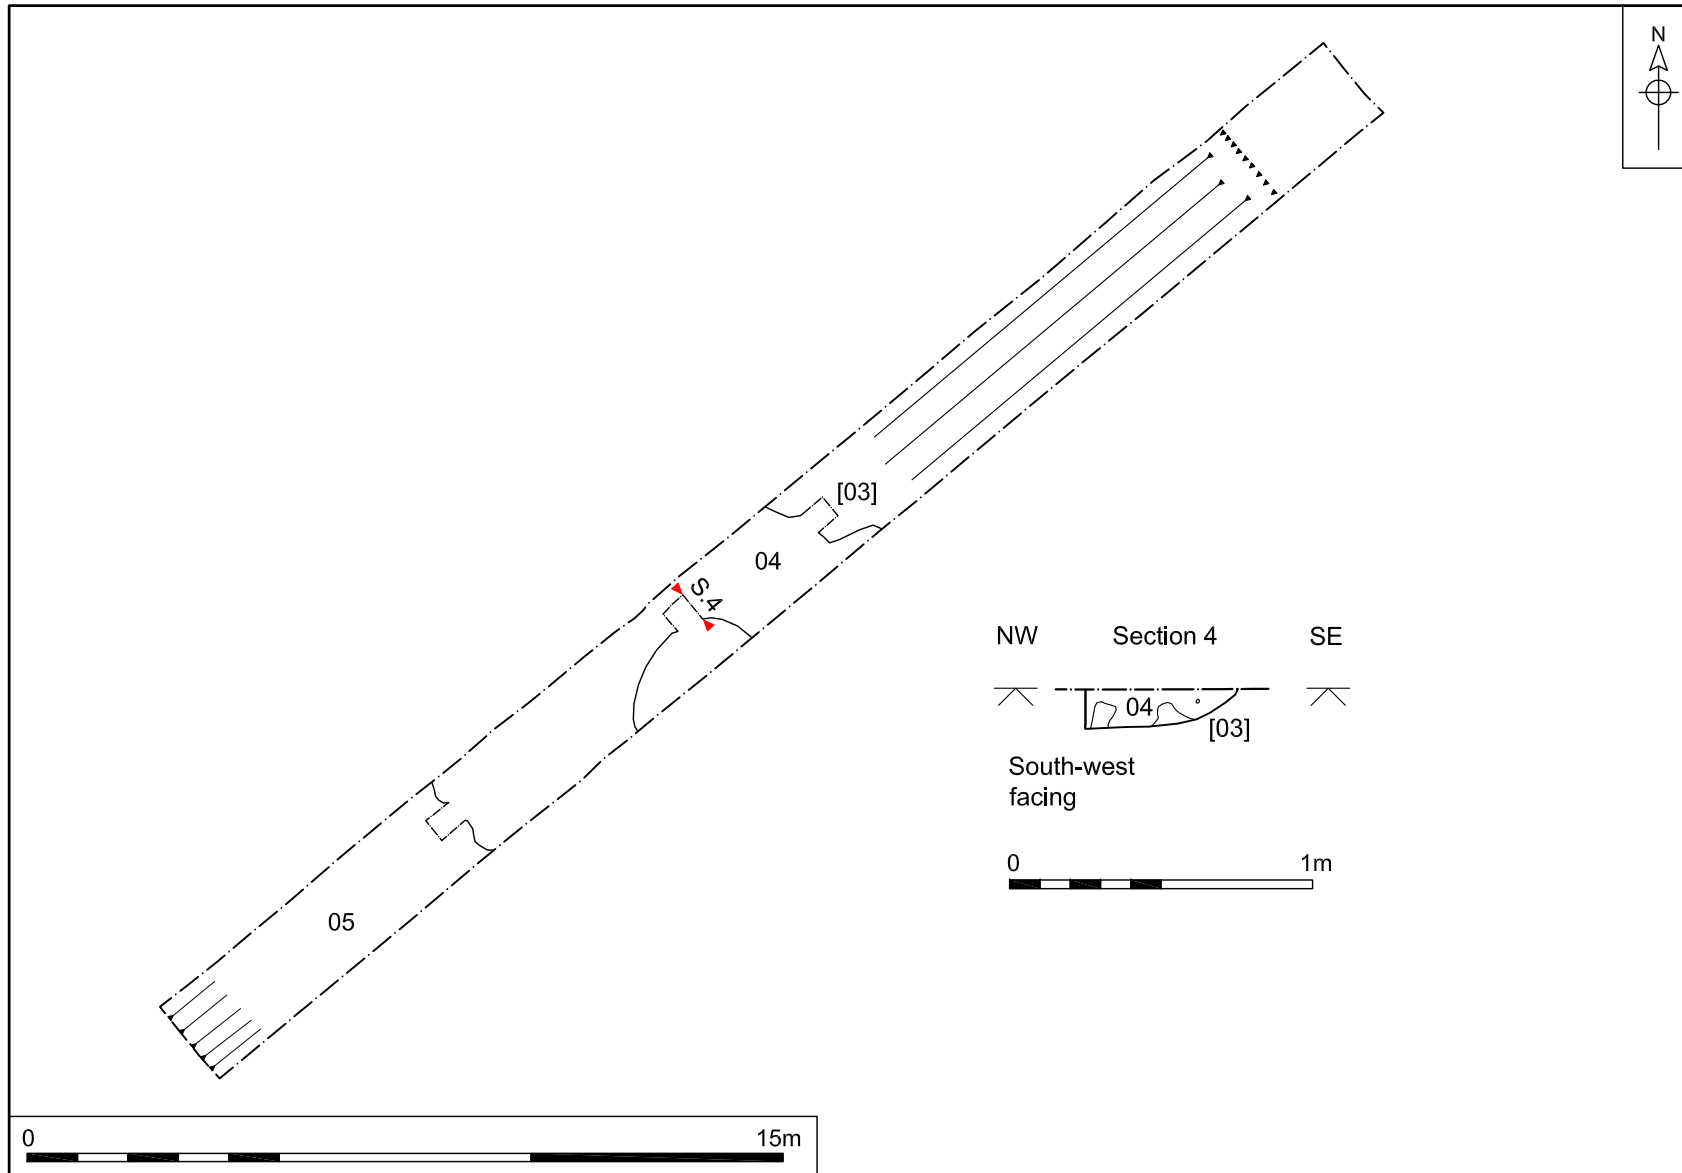 N
[03]
04
S.4
NW Section 4 SE
04
[03]
South-west
facing
0 1m
05
0 15m